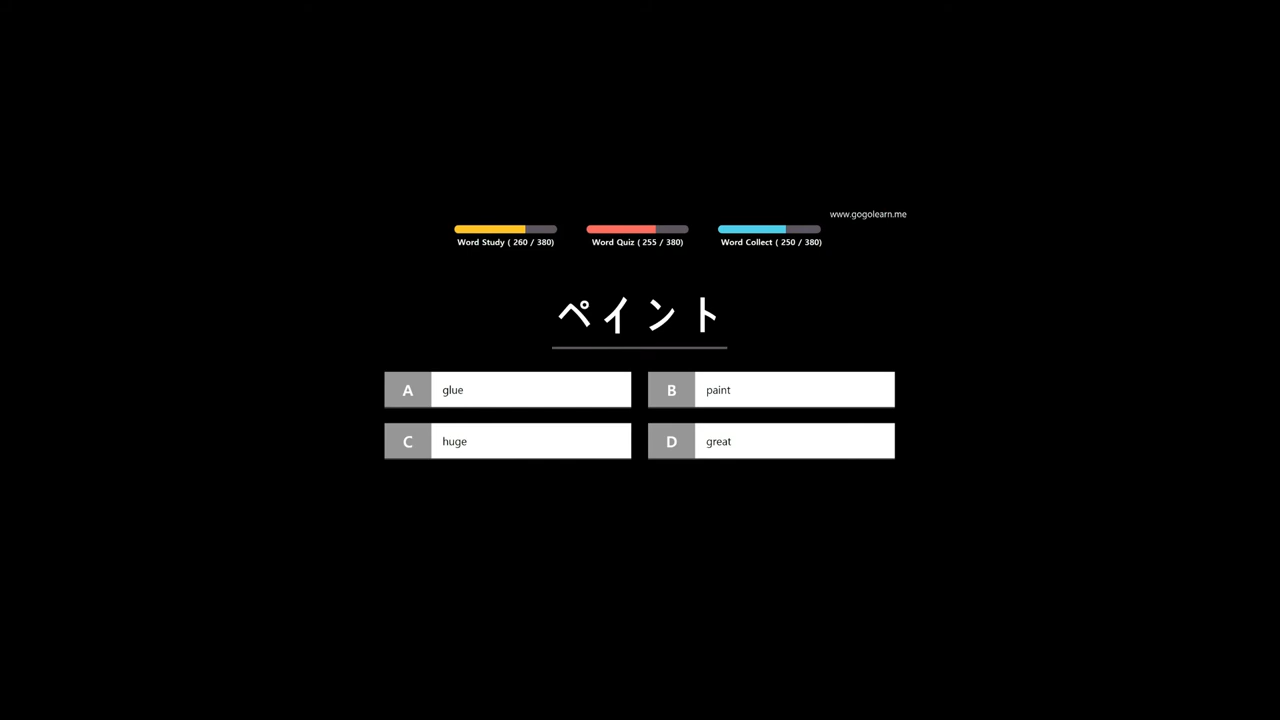 www.gogolearn.me
Word Study ( 260 / 380)
Word Quiz ( 255 / 380)
Word Collect ( 250 / 380)
ペイント
A glue
B paint
C huge
D great